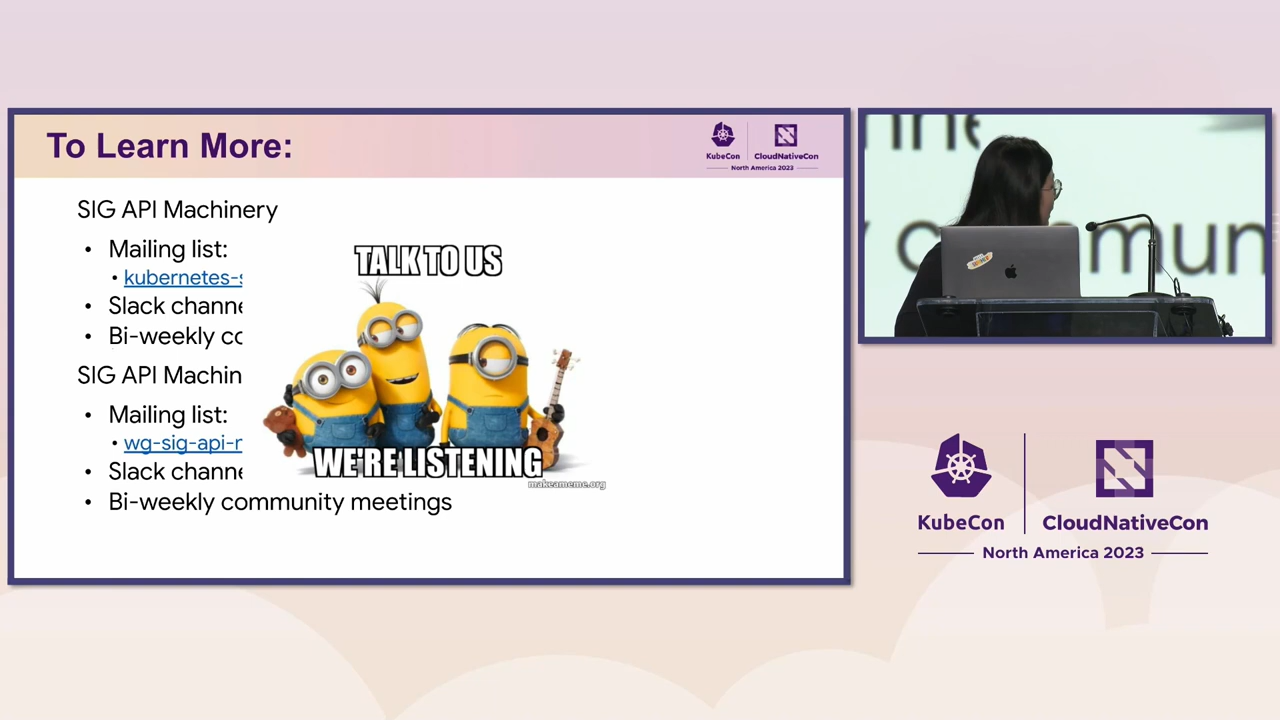 To Learn More:
KubeCon
CloudNativeCon
North America 2023
SIG API Machinery
• Mailing list:
• kubernetes-s
• Slack channe
• Bi-weekly co
SIG API Machin
• Mailing list:
• wg-sig-api-
• Slack channe
• Bi-weekly community meetings
TALK TO US
WE'RE LISTENING
makeameme.org
commun
KubeCon
CloudNativeCon
North America 2023